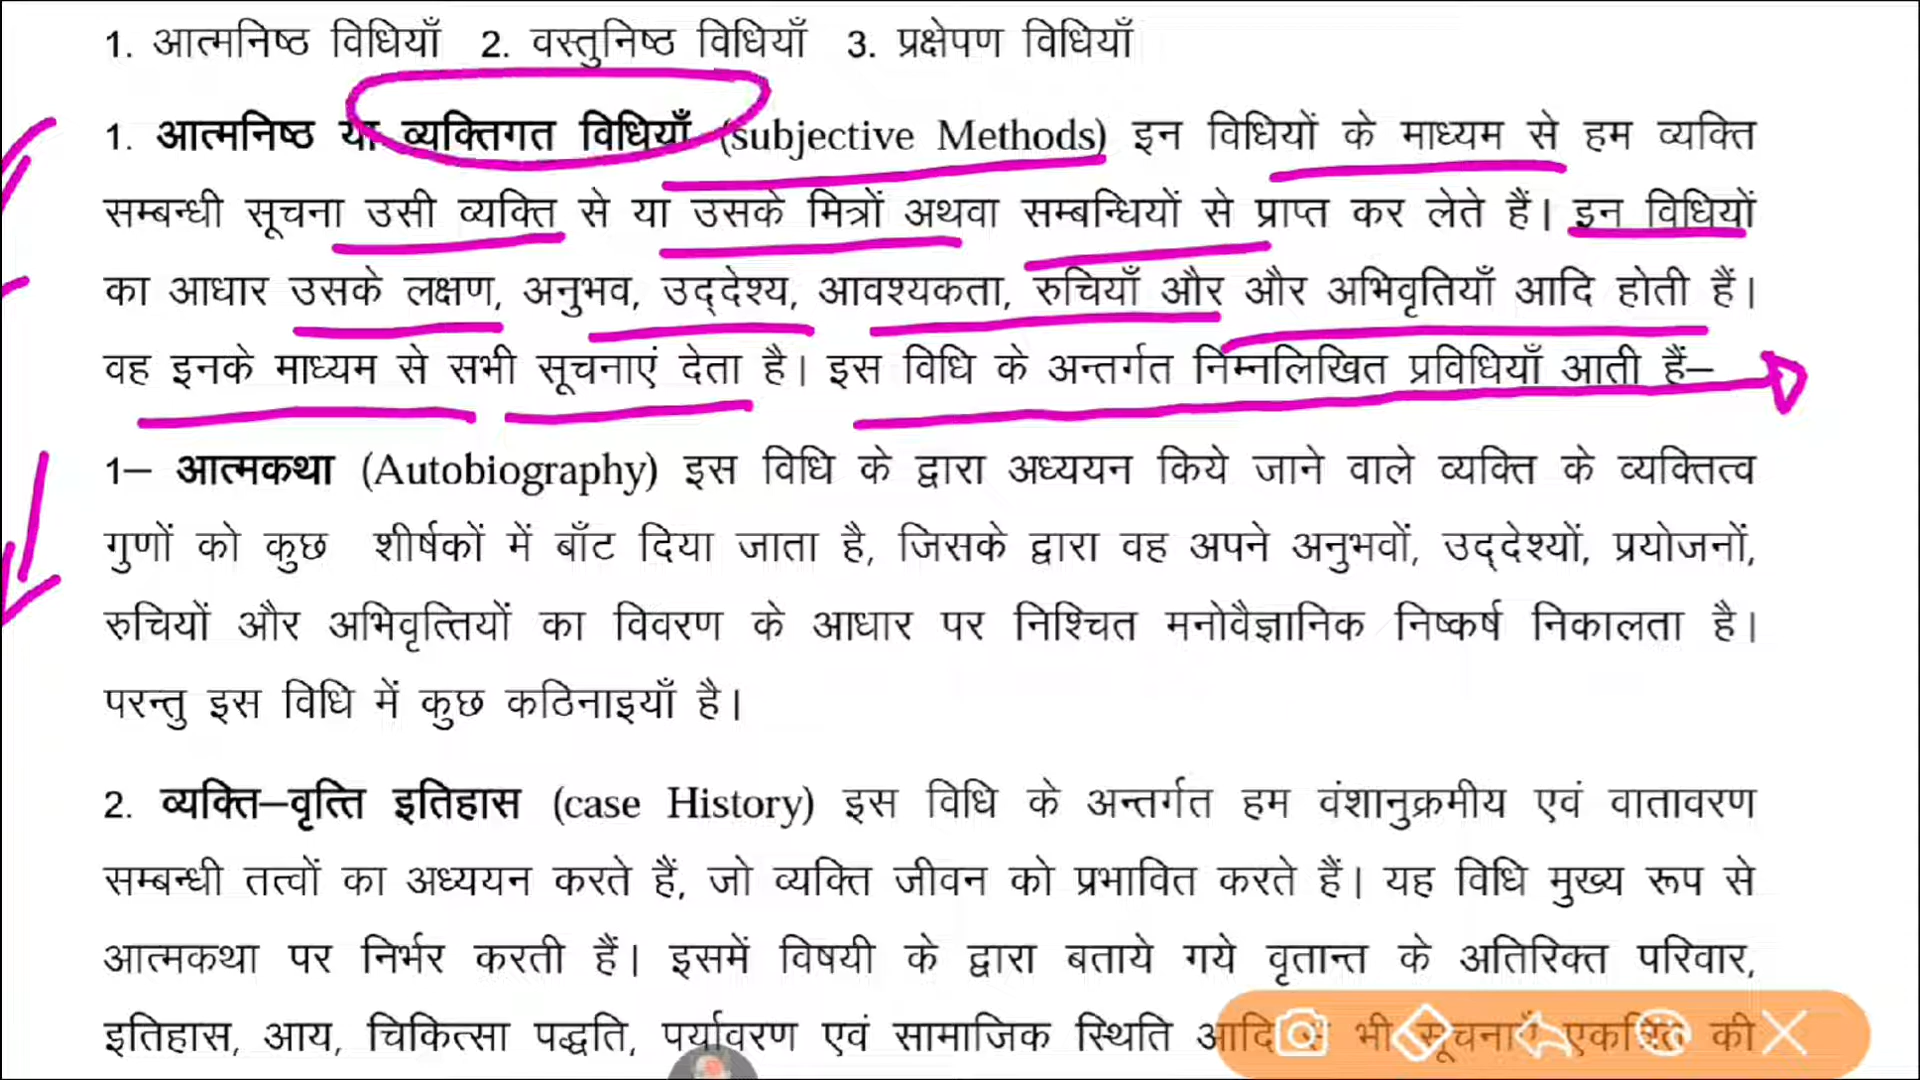 1. आत्मनिष्ठ विधियाँ 2. वस्तुनिष्ठ विधियाँ 3. प्रक्षेपण विधियाँ
1. आत्मनिष्ठ या व्यक्तिगत विधियाँ (subjective Methods) इन विधियों के माध्यम से हम व्यक्ति
सम्बन्धी सूचना उसी व्यक्ति से या उसके मित्रों अथवा सम्बन्धियों से प्राप्त कर लेते हैं। इन विधियों
का आधार उसके लक्षण, अनुभव, उद्देश्य, आवश्यकता, रुचियाँ और और अभिवृतियाँ आदि होती हैं।
वह इनके माध्यम से सभी सूचनाएं देता है। इस विधि के अन्तर्गत निम्नलिखित प्रविधियाँ आती हैं–
1– आत्मकथा (Autobiography) इस विधि के द्वारा अध्ययन किये जाने वाले व्यक्ति के व्यक्तित्व
गुणों को कुछ शीर्षकों में बाँट दिया जाता है, जिसके द्वारा वह अपने अनुभवों, उद्देश्यों, प्रयोजनों,
रुचियों और अभिवृत्तियों का विवरण के आधार पर निश्चित मनोवैज्ञानिक निष्कर्ष निकालता है।
परन्तु इस विधि में कुछ कठिनाइयाँ है।
2. व्यक्ति–वृत्ति इतिहास (case History) इस विधि के अन्तर्गत हम वंशानुक्रमीय एवं वातावरण
सम्बन्धी तत्वों का अध्ययन करते हैं, जो व्यक्ति जीवन को प्रभावित करते हैं। यह विधि मुख्य रूप से
आत्मकथा पर निर्भर करती हैं। इसमें विषयी के द्वारा बताये गये वृतान्त के अतिरिक्त परिवार,
इतिहास, आय, चिकित्सा पद्धति, पर्यावरण एवं सामाजिक स्थिति आदि से भी सूचनाएँ एकत्रित की